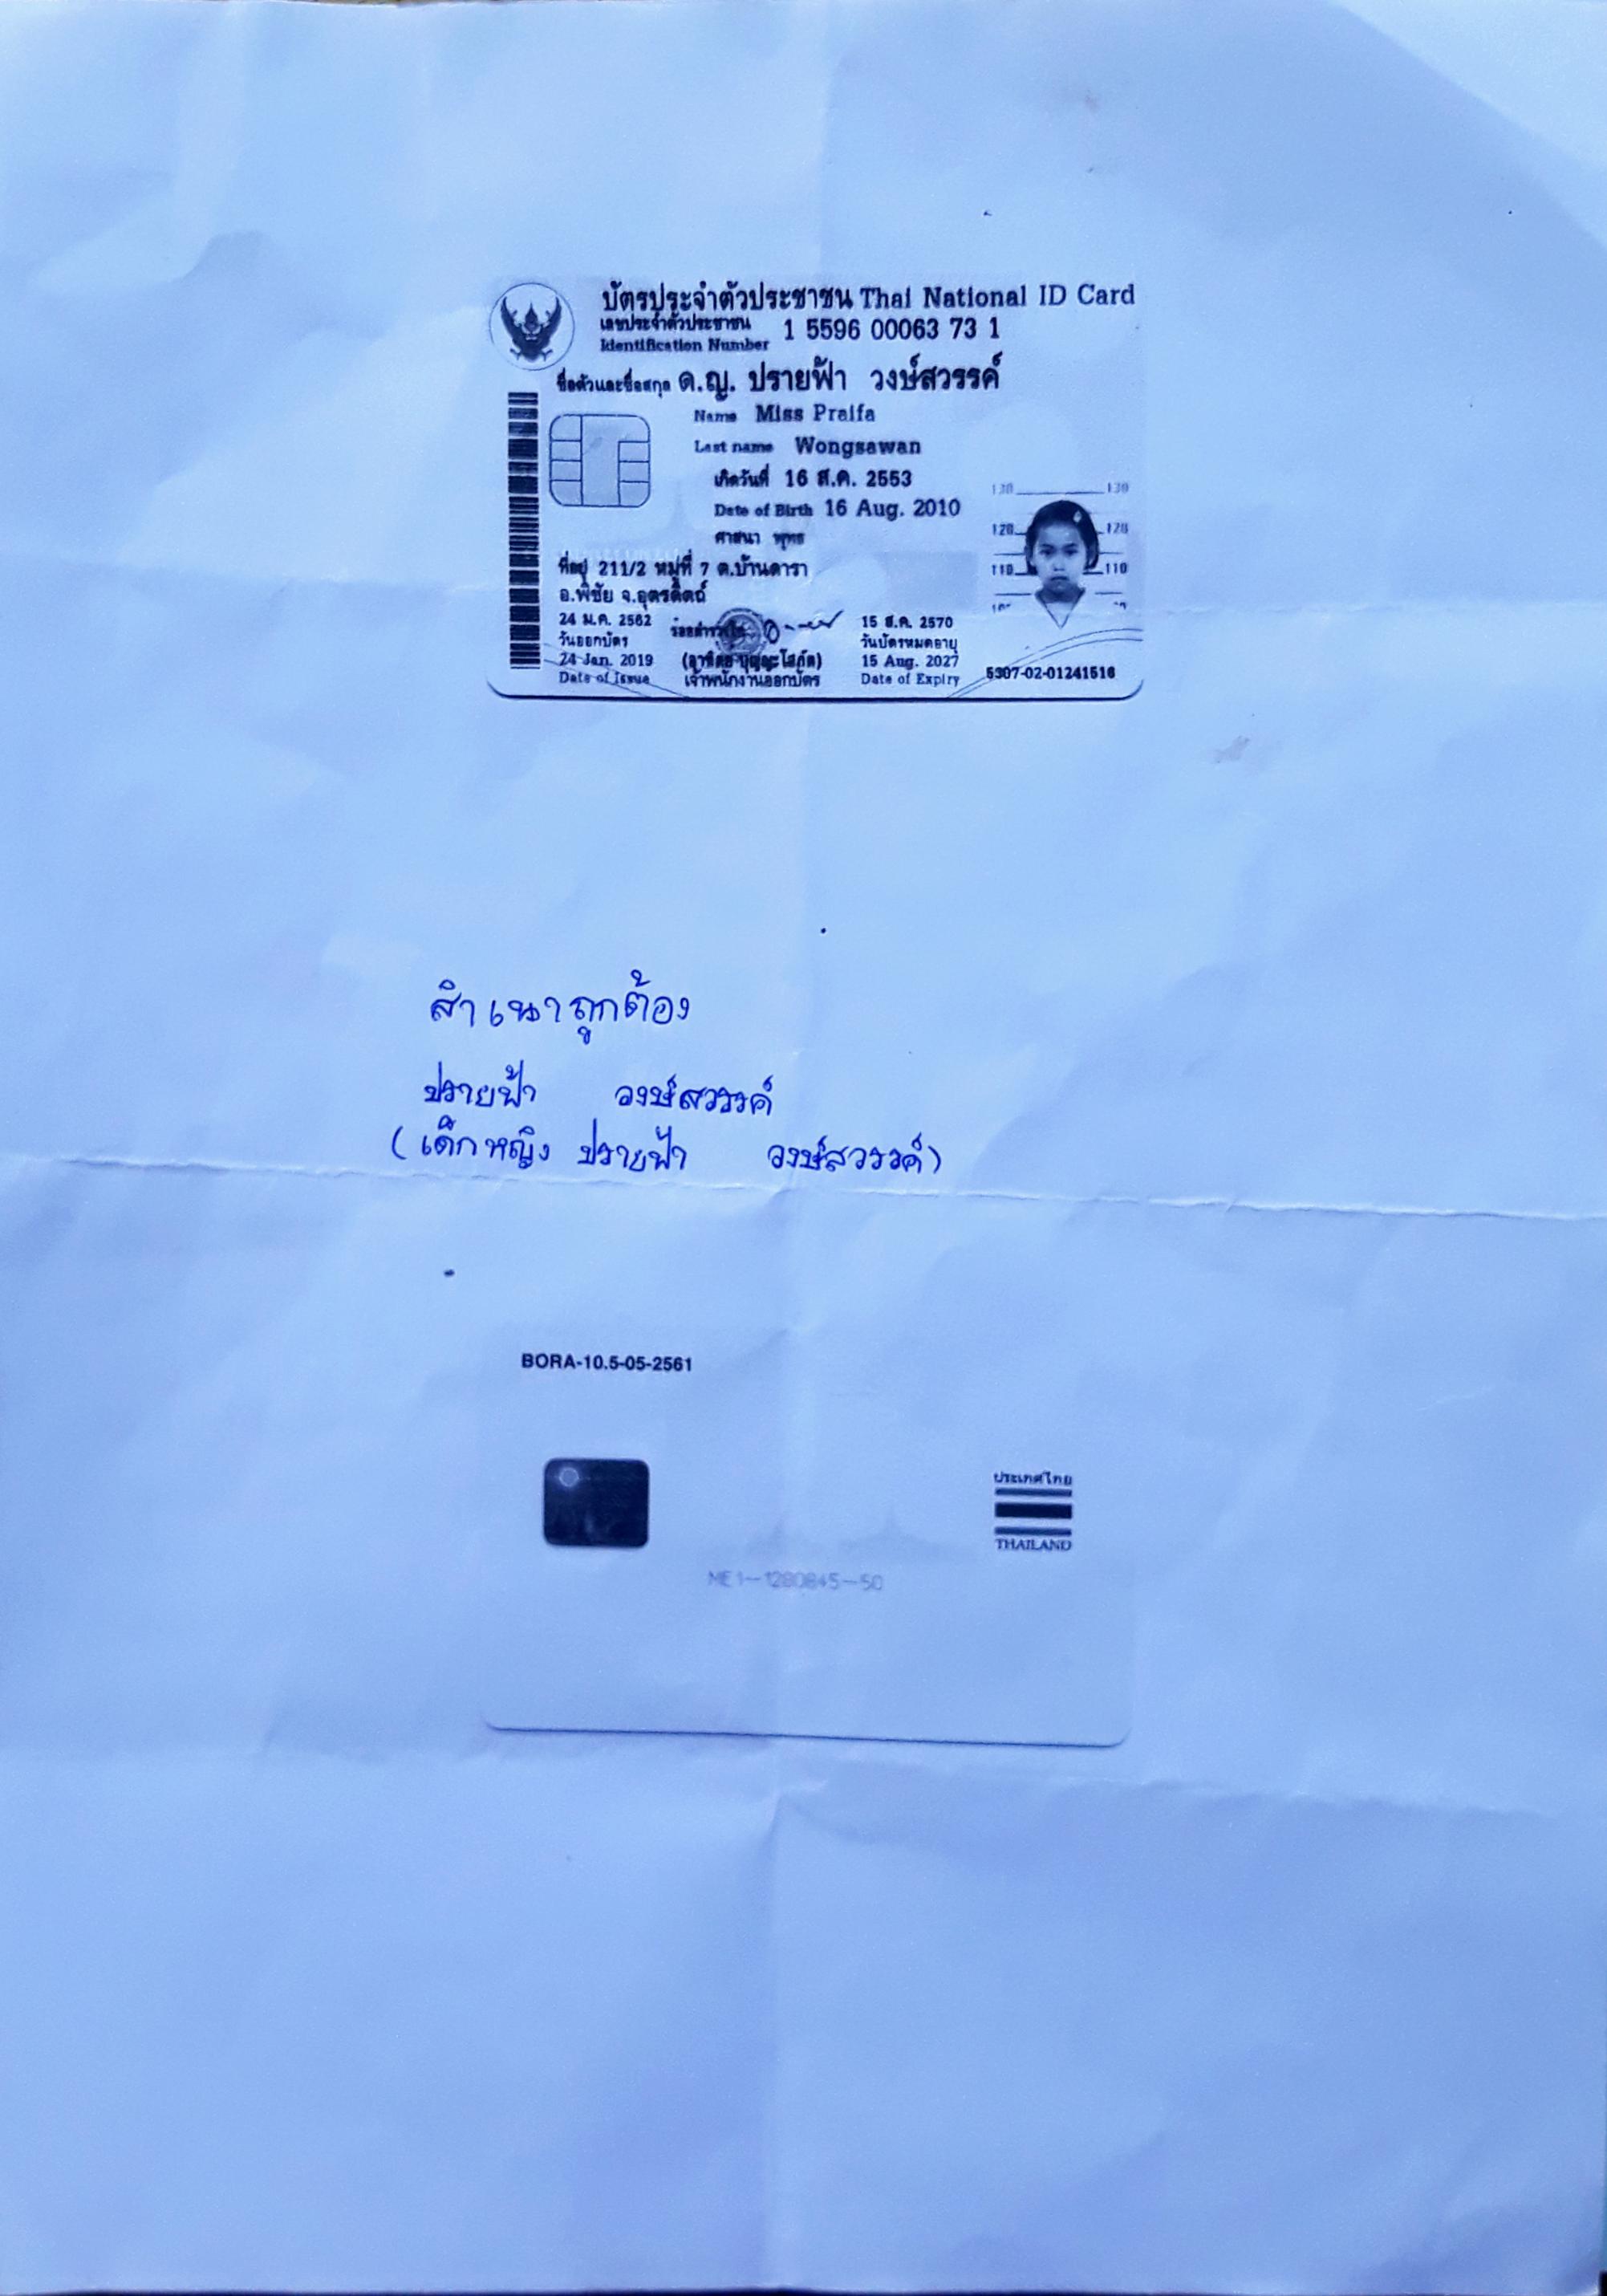 บัตรประจำตัวประชาชน Thai National ID Card
เลขประจำตัวประชาชน
Identification Number 1 5596 00063 73 1
ชื่อตัวและชื่อสกุล ด.ญ. ปรายฟ้า วงษ์สวรรค์
Name Miss Praifa
Last name Wongsawan
เกิดวันที่ 16 ส.ค. 2553
Date of Birth 16 Aug. 2010
ศาสนา พุทธ
130 130
120 120
110 110
ที่อยู่ 211/2 หมู่ที่ 7 ต.บ้านดารา
อ.พิชัย จ.อุตรดิตถ์
24 ม.ค. 2562 15 ส.ค. 2570
วันออกบัตร วันบัตรหมดอายุ
24 Jan. 2019 15 Aug. 2027
Date of Issue เจ้าพนักงานออกบัตร Date of Expiry 5307-02-01241516
สำเนาถูกต้อง
ปรายฟ้า วงษ์สวรรค์
(เด็กหญิง ปรายฟ้า วงษ์สวรรค์)
BORA-10.5-05-2561
ประเทศไทย
THAILAND
ME1-1280845-50